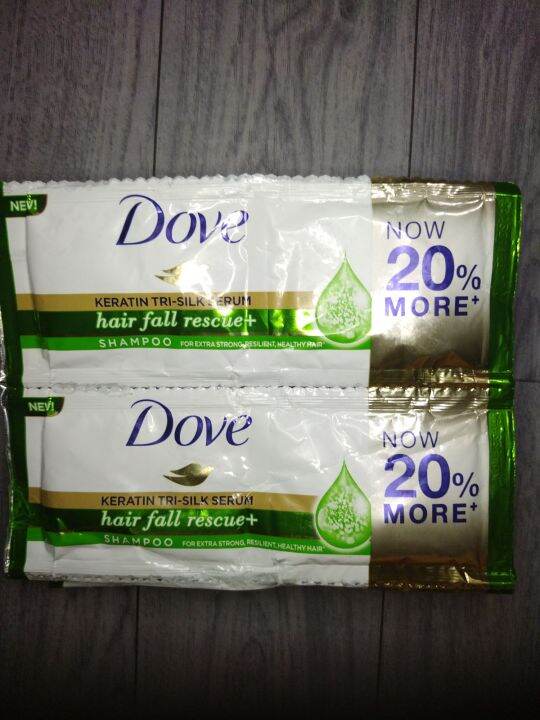 NEW!
Dove
KERATIN TRI-SILK SERUM
hair fall rescue+
SHAMPOO FOR EXTRA STRONG, RESILIENT, HEALTHY HAIR*
NOW
20%
MORE+
NEW!
Dove
KERATIN TRI-SILK SERUM
hair fall rescue+
SHAMPOO FOR EXTRA STRONG, RESILIENT, HEALTHY HAIR*
NOW
20%
MORE+